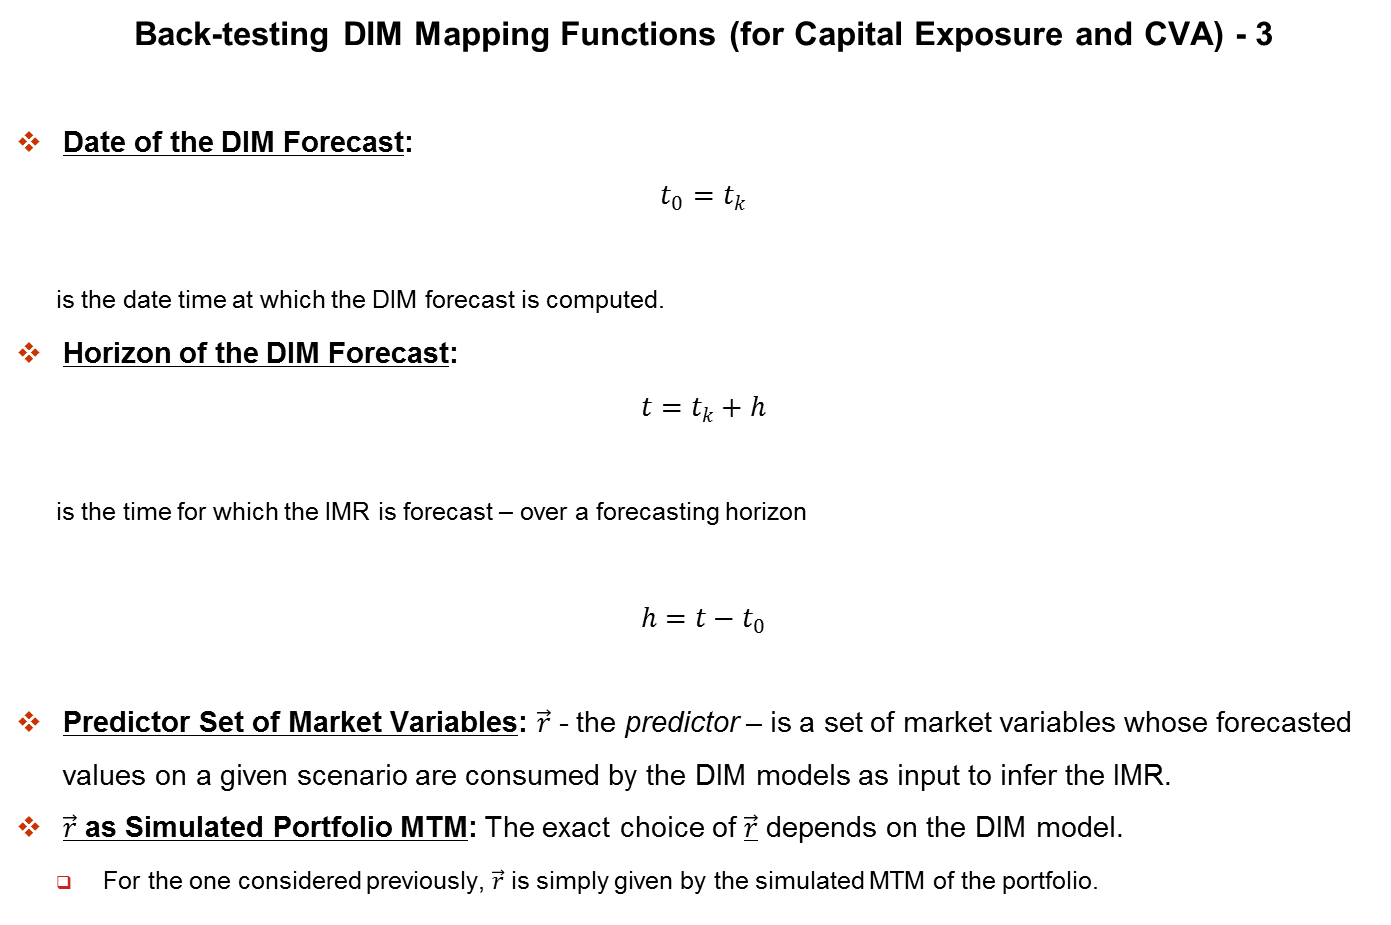 Back-testing DIM Mapping Functions (for Capital Exposure and CVA) - 3
❖ Date of the DIM Forecast:
t₀ = tₖ
is the date time at which the DIM forecast is computed.
❖ Horizon of the DIM Forecast:
t = tₖ + h
is the time for which the IMR is forecast – over a forecasting horizon
h = t − t₀
❖ Predictor Set of Market Variables: r⃗ - the predictor – is a set of market variables whose forecasted
values on a given scenario are consumed by the DIM models as input to infer the IMR.
❖ r⃗ as Simulated Portfolio MTM: The exact choice of r⃗ depends on the DIM model.
❑ For the one considered previously, r⃗ is simply given by the simulated MTM of the portfolio.